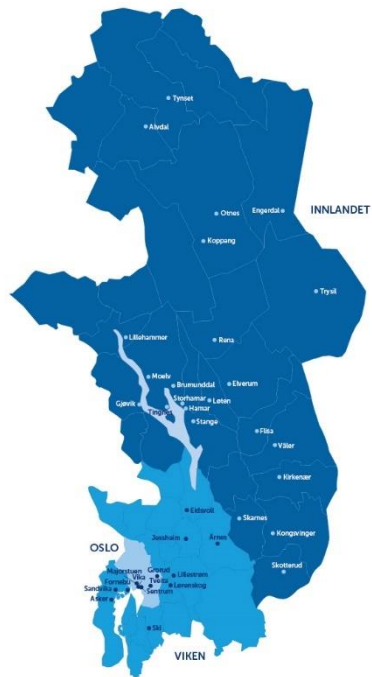 Tynset
Alvdal
Otnes
Engerdal
INNLANDET
Koppang
Trysil
Lillehammer
Rena
Moelv
Brumunddal
Elverum
Storhamar
Løten
Gjøvik
Tingnes
Hamar
Stange
Flisa
Våler
Kirkenær
Skarnes
Eidsvoll
Kongsvinger
Jessheim
Årnes
OSLO
Skotterud
Majorstuen
Grorud
Vika
Lillestrøm
Fornebu
Tveita
Sandvika
Lørenskog
Sentrum
Asker
Ski
VIKEN